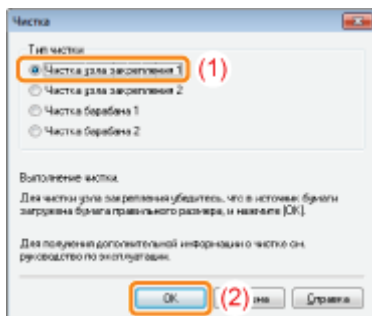 Чистка
Тип чистки
Чистка узла закрепления 1
(1)
Чистка узла закрепления 2
Чистка барабана 1
Чистка барабана 2
Выполнение чистки.
Для чистки узла закрепления убедитесь, что в источник бумаги
загружена бумага правильного размера, и нажмите [OK].
Для получения дополнительной информации о чистке см.
руководство по эксплуатации.
OK
(2)
Справка